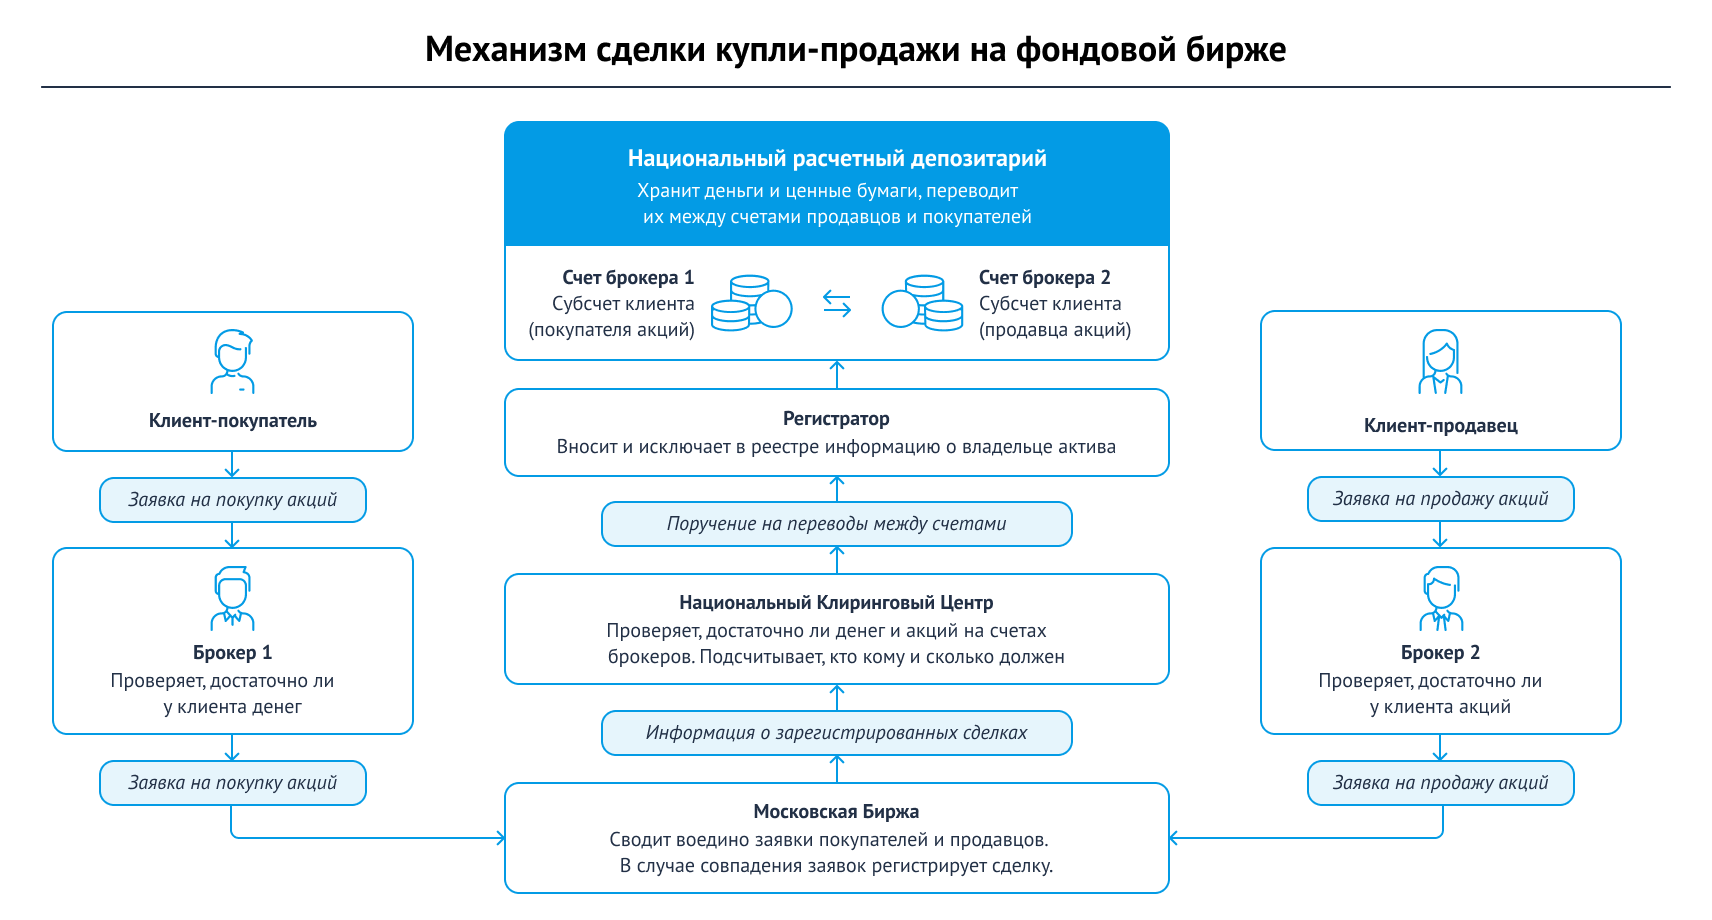 Механизм сделки купли-продажи на фондовой бирже
Национальный расчетный депозитарий
Хранит деньги и ценные бумаги, переводит
их между счетами продавцов и покупателей
Счет брокера 1
Субсчет клиента
(покупателя акций)
Счет брокера 2
Субсчет клиента
(продавца акций)
Клиент-покупатель
Заявка на покупку акций
Брокер 1
Проверяет, достаточно ли
у клиента денег
Заявка на покупку акций
Регистратор
Вносит и исключает в реестре информацию о владельце актива
Поручение на переводы между счетами
Национальный Клиринговый Центр
Проверяет, достаточно ли денег и акций на счетах
брокеров. Подсчитывает, кто кому и сколько должен
Информация о зарегистрированных сделках
Московская Биржа
Сводит воедино заявки покупателей и продавцов.
В случае совпадения заявок регистрирует сделку.
Клиент-продавец
Заявка на продажу акций
Брокер 2
Проверяет, достаточно ли
у клиента акций
Заявка на продажу акций